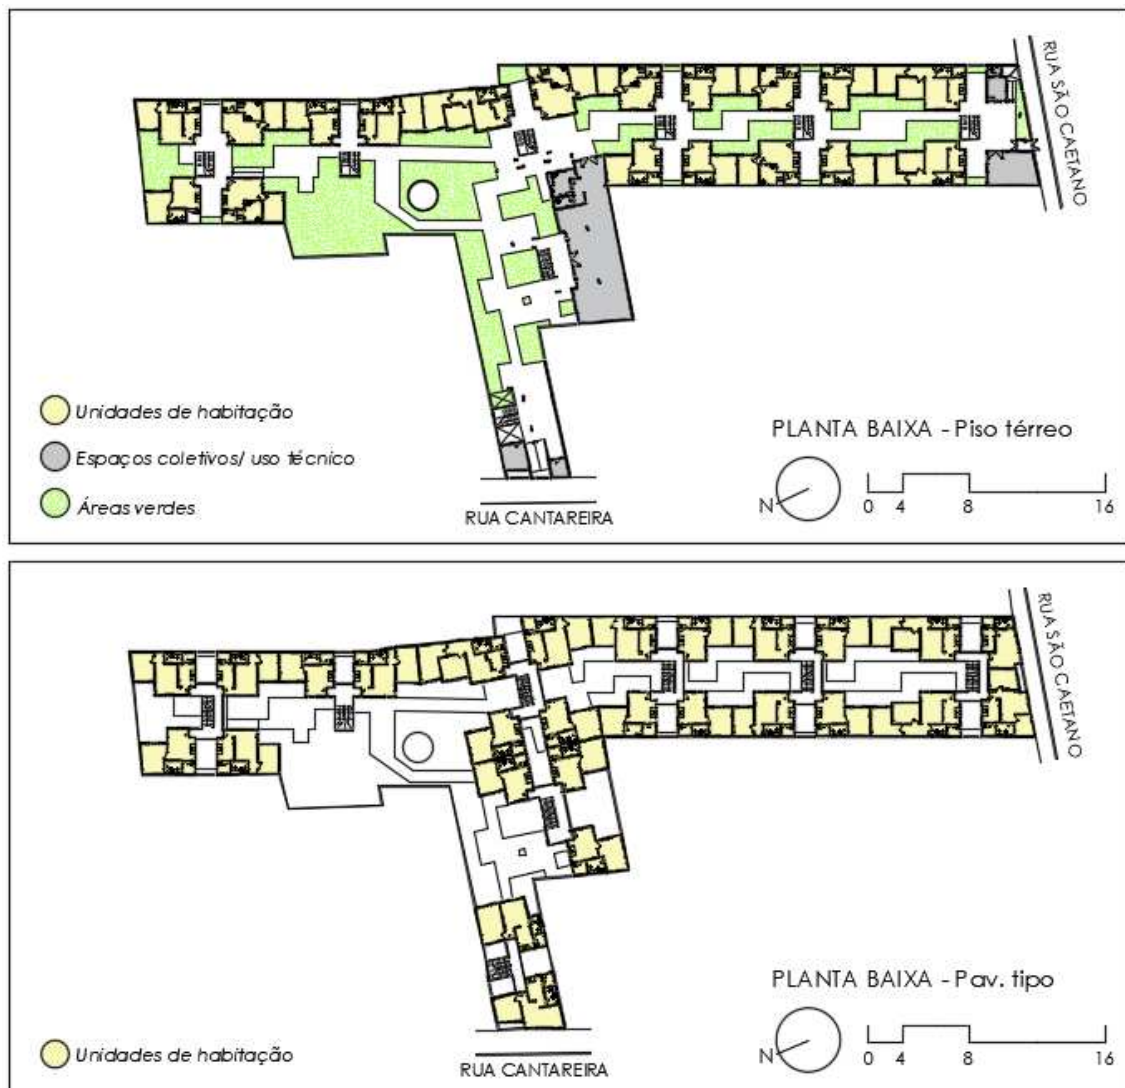 RUA SÃO CAETANO
Unidades de habitação
Espaços coletivos/ uso técnico
Áreas verdes
PLANTA BAIXA - Piso térreo
N
0 4 8 16
RUA CANTAREIRA
RUA SÃO CAETANO
Unidades de habitação
PLANTA BAIXA - Pav. tipo
N
0 4 8 16
RUA CANTAREIRA